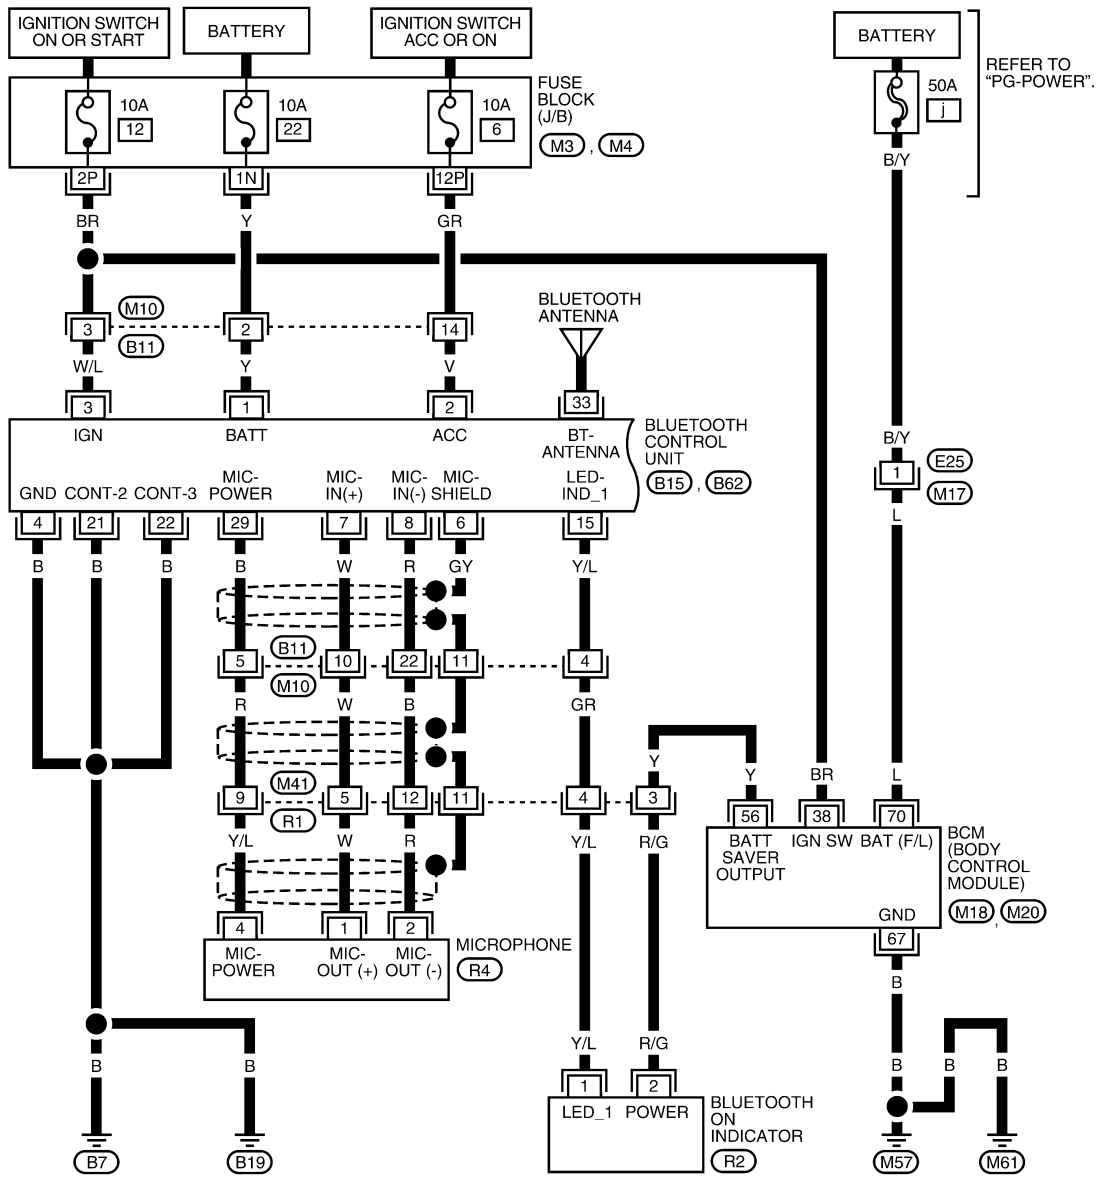 IGNITION SWITCH
ON OR START
BATTERY
IGNITION SWITCH
ACC OR ON
BATTERY
REFER TO
“PG-POWER”.
10A
12
10A
22
10A
6
FUSE
BLOCK
(J/B)
M3 , M4
50A
j
2P
1N
12P
B/Y
BR
Y
GR
M10
3
2
14
B11
BLUETOOTH
ANTENNA
W/L
Y
V
3
1
2
33
IGN
BATT
ACC
BT-
ANTENNA
BLUETOOTH
CONTROL
UNIT
B15 , B62
B/Y
1
E25
M17
L
GND
CONT-2
CONT-3
MIC-
POWER
MIC-
IN(+)
MIC-
IN(-)
MIC-
SHIELD
LED-
IND_1
4
21
22
29
7
8
6
15
B
B
B
B
W
R
GY
Y/L
B11
5
10
22
11
4
M10
R
W
B
GR
M41
9
5
12
11
4
3
R1
Y
Y
BR
L
Y/L
W
R
Y/L
R/G
56
38
70
BATT
SAVER
OUTPUT
IGN SW
BAT (F/L)
BCM
(BODY
CONTROL
MODULE)
M18 , M20
GND
67
4
1
2
MIC-
POWER
MIC-
OUT (+)
MIC-
OUT (-)
MICROPHONE
R4
B
Y/L
R/G
B
B
B
B
B
1
2
LED_1
POWER
BLUETOOTH
ON
INDICATOR
R2
B7
B19
M57
M61